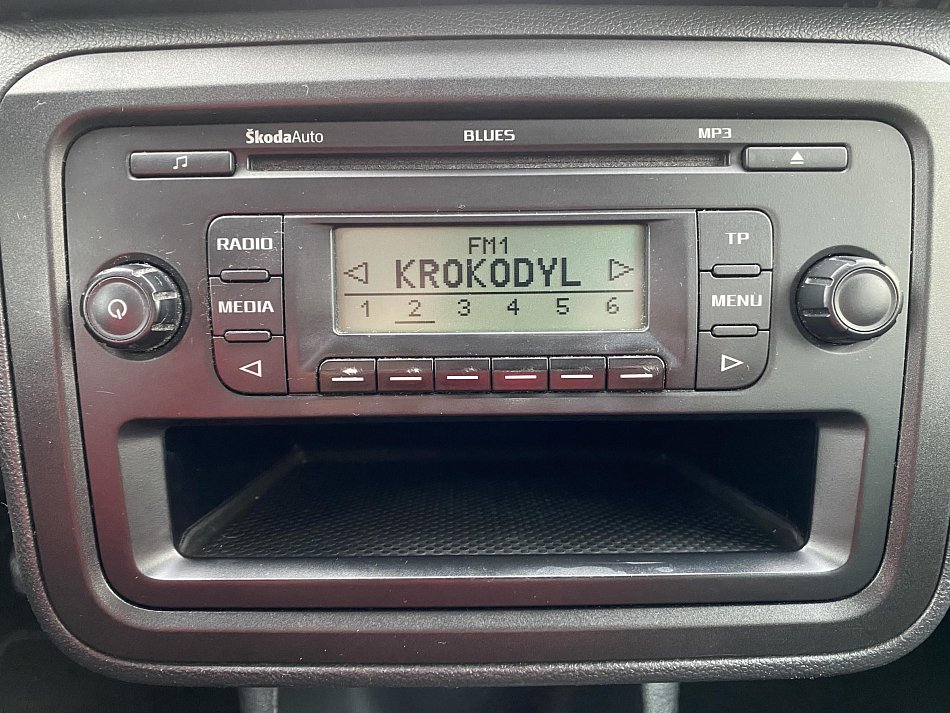 ŠkodaAuto BLUES MP3
RADIO
MEDIA
FM1
KROKODYL
1 2 3 4 5 6
TP
MENU